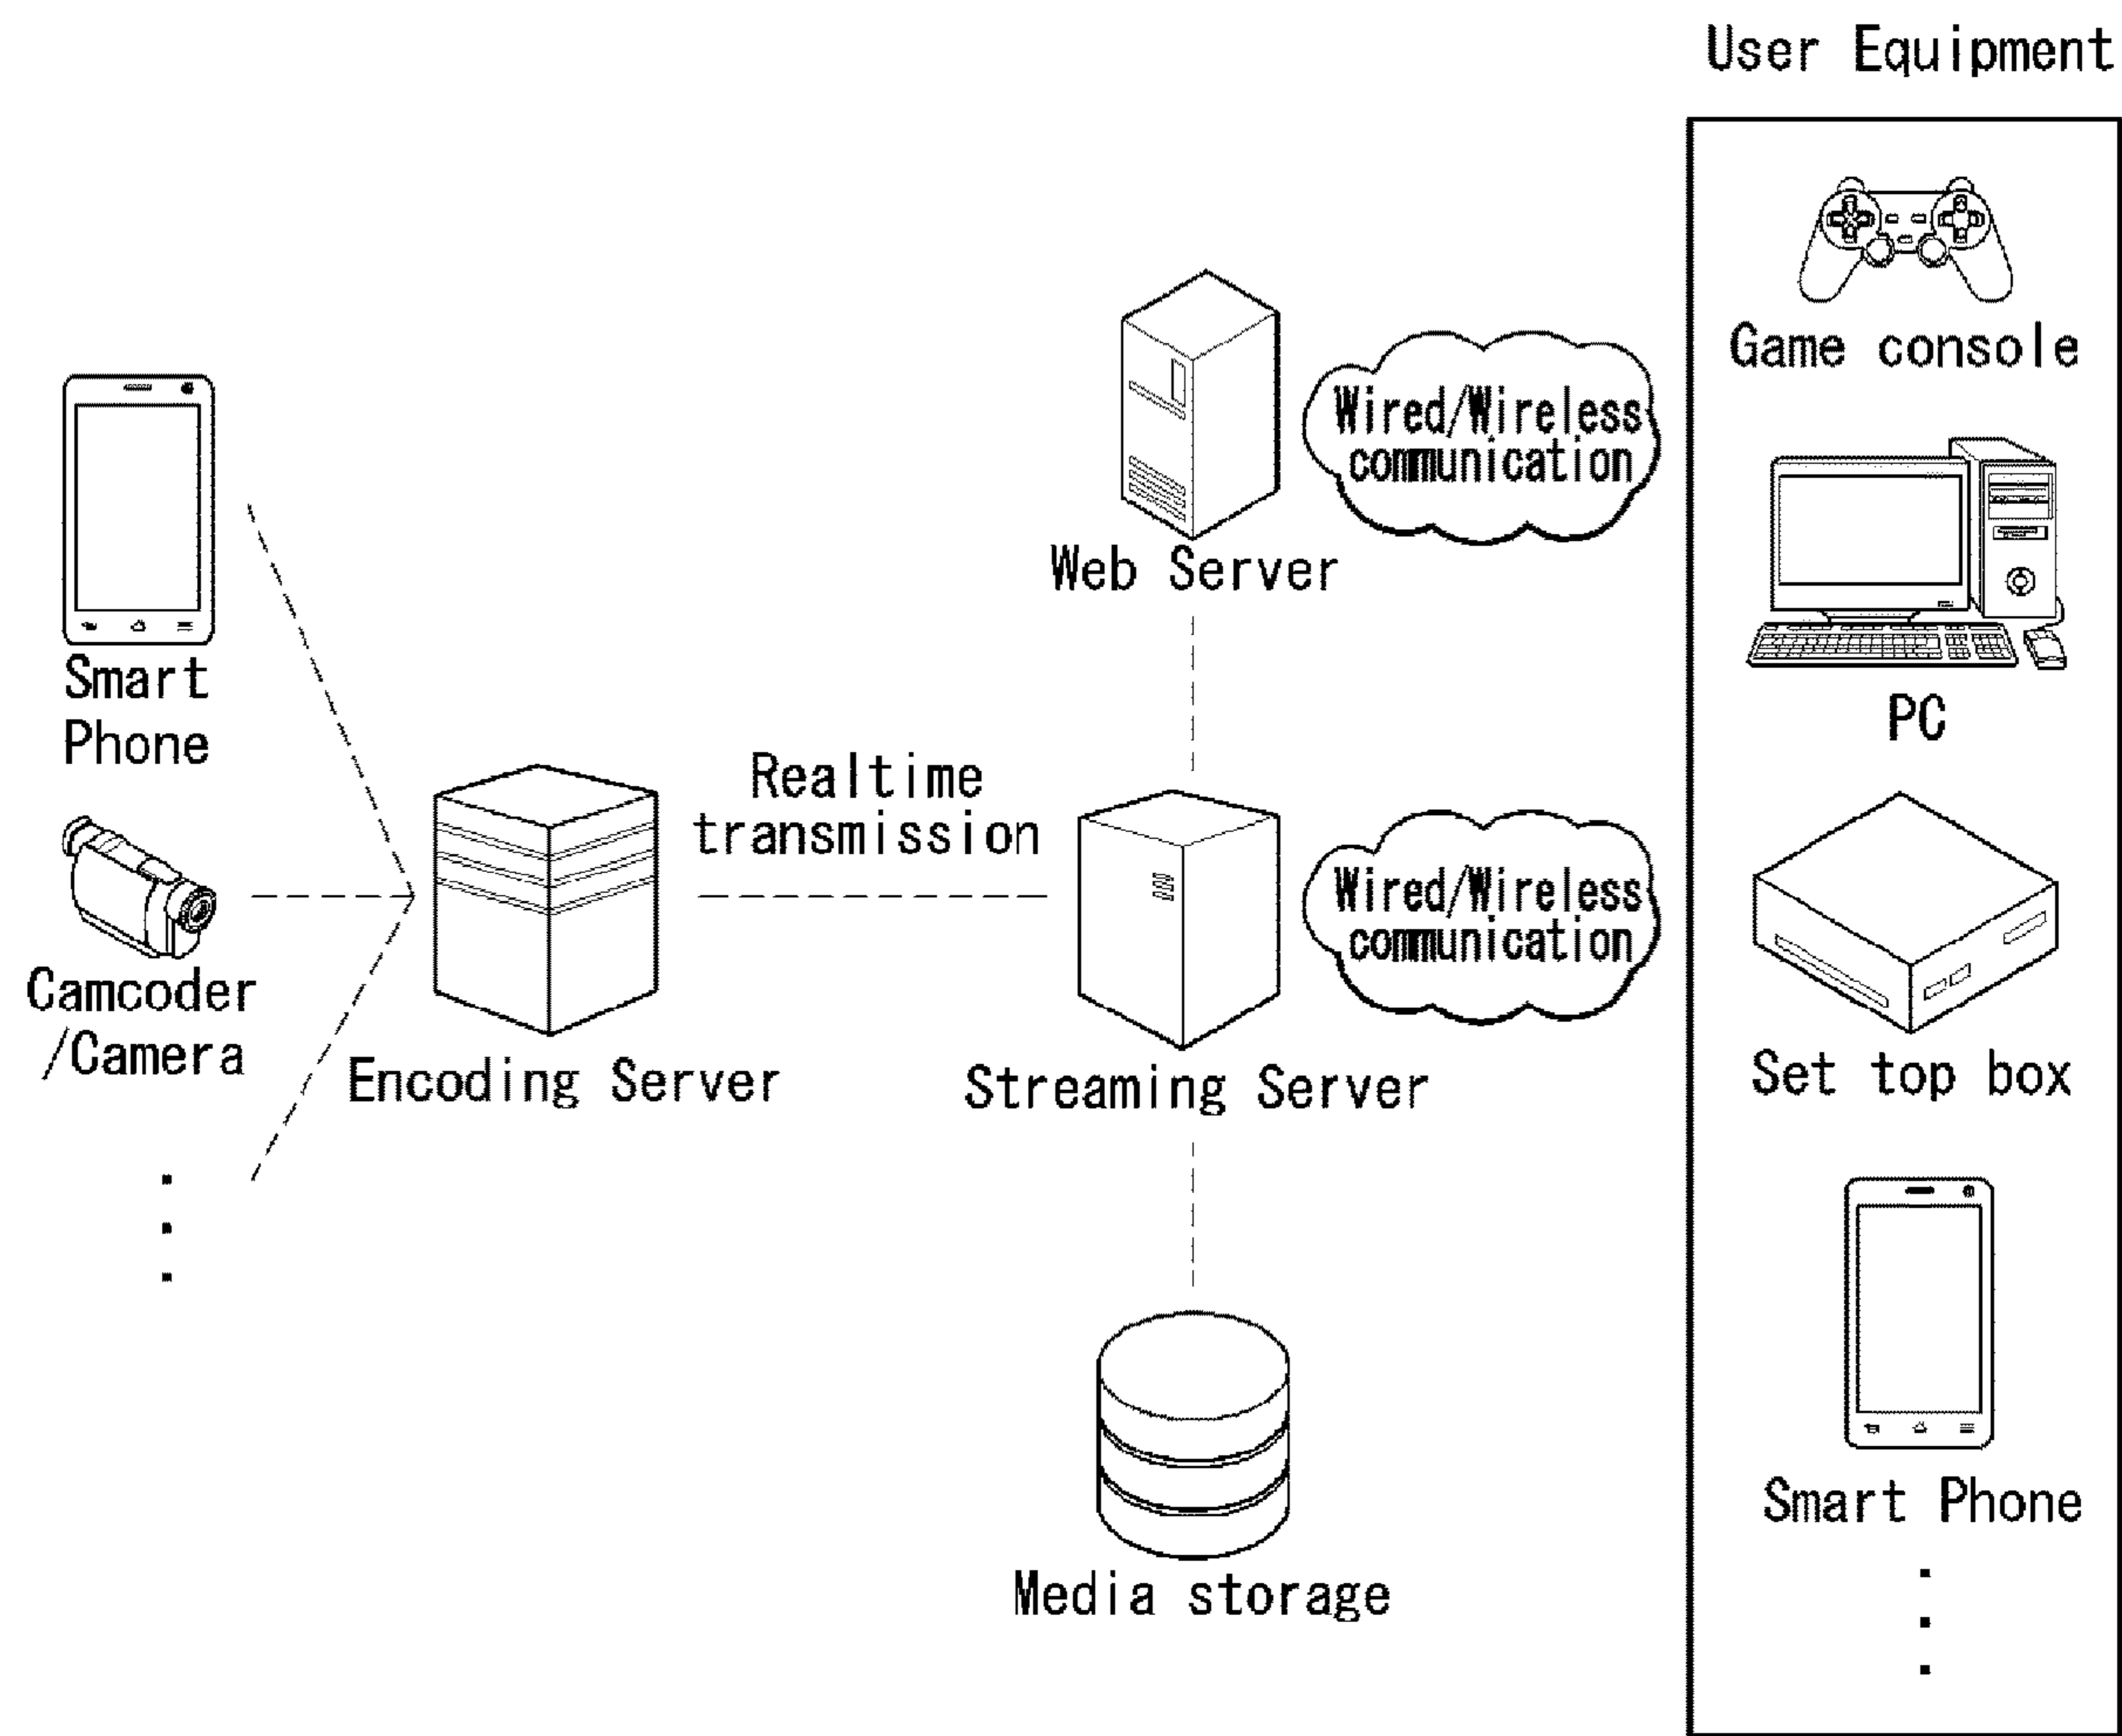 User Equipment
Game console
Wired/Wireless
communication
Web Server
Smart
Phone
PC
Realtime
transmission
Wired/Wireless
communication
Camcoder
/Camera
Encoding Server
Streaming Server
Set top box
Smart Phone
Media storage